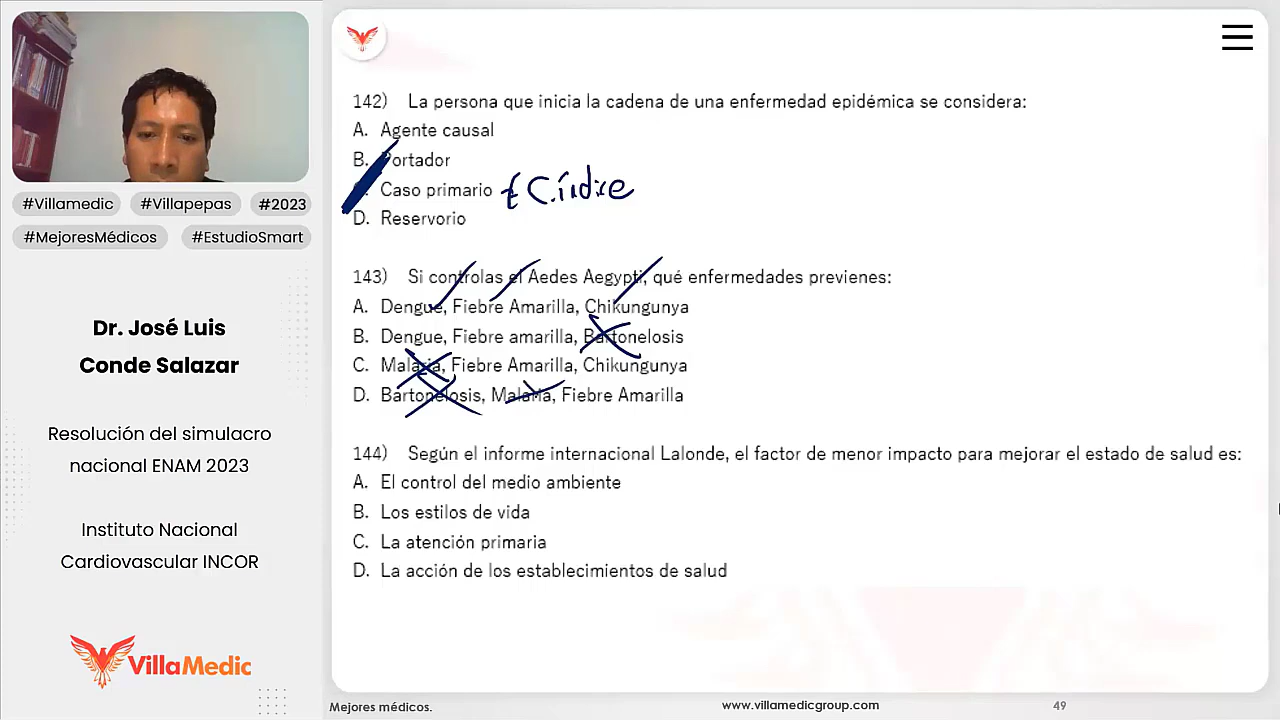 #Villamedic #Villapepas #2023
#MejoresMédicos #EstudioSmart
Dr. José Luis
Conde Salazar
Resolución del simulacro
nacional ENAM 2023
Instituto Nacional
Cardiovascular INCOR
VillaMedic
142) La persona que inicia la cadena de una enfermedad epidémica se considera:
A. Agente causal
B. Portador
Caso primario ≠ C. índice
D. Reservorio
143) Si controlas el Aedes Aegypti, qué enfermedades previenes:
A. Dengue, Fiebre Amarilla, Chikungunya
B. Dengue, Fiebre amarilla, Bartonelosis
C. Malaria, Fiebre Amarilla, Chikungunya
D. Bartonelosis, Malaria, Fiebre Amarilla
144) Según el informe internacional Lalonde, el factor de menor impacto para mejorar el estado de salud es:
A. El control del medio ambiente
B. Los estilos de vida
C. La atención primaria
D. La acción de los establecimientos de salud
Mejores médicos. www.villamedicgroup.com 49